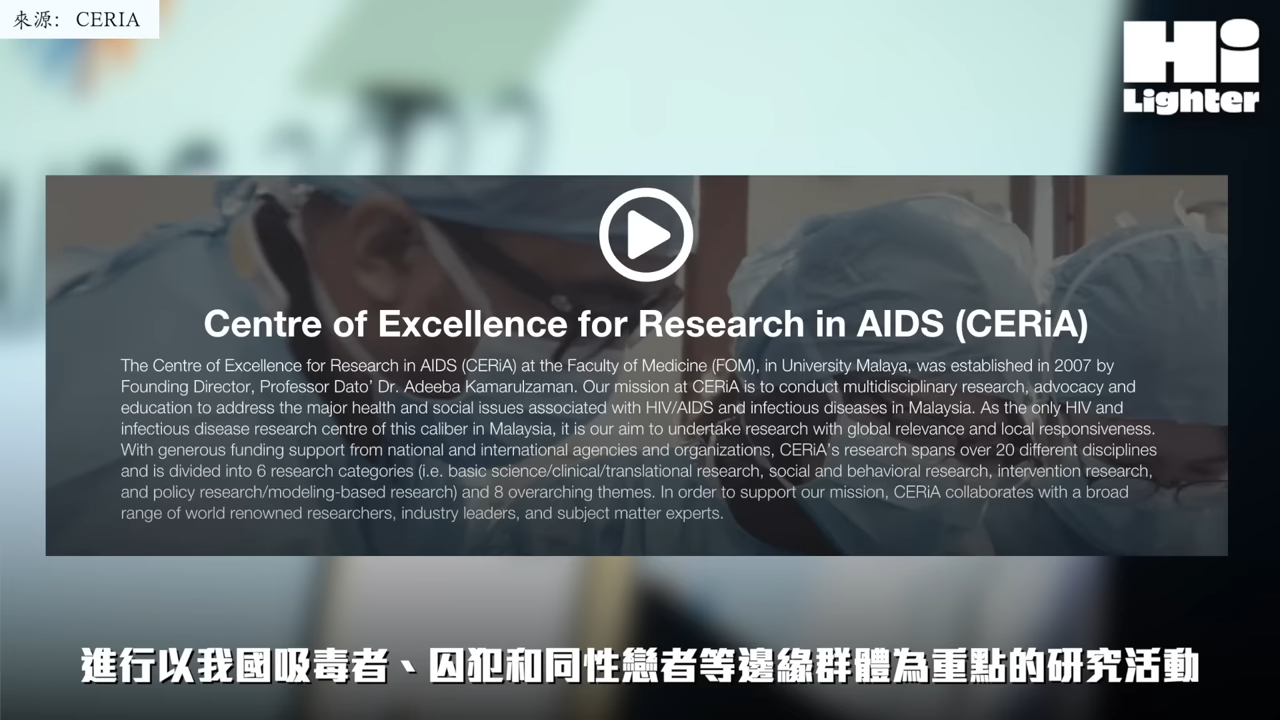 來源: CERIA
Hi
Lighter
Centre of Excellence for Research in AIDS (CERiA)
The Centre of Excellence for Research in AIDS (CERiA) at the Faculty of Medicine (FOM), in University Malaya, was established in 2007 by
Founding Director, Professor Dato’ Dr. Adeeba Kamarulzaman. Our mission at CERiA is to conduct multidisciplinary research, advocacy and
education to address the major health and social issues associated with HIV/AIDS and infectious diseases in Malaysia. As the only HIV and
infectious disease research centre of this caliber in Malaysia, it is our aim to undertake research with global relevance and local responsiveness.
With generous funding support from national and international agencies and organizations, CERiA’s research spans over 20 different disciplines
and is divided into 6 research categories (i.e. basic science/clinical/translational research, social and behavioral research, intervention research,
and policy research/modeling-based research) and 8 overarching themes. In order to support our mission, CERiA collaborates with a broad
range of world renowned researchers, industry leaders, and subject matter experts.
進行以我國吸毒者、囚犯和同性戀者等邊緣群體為重點的研究活動